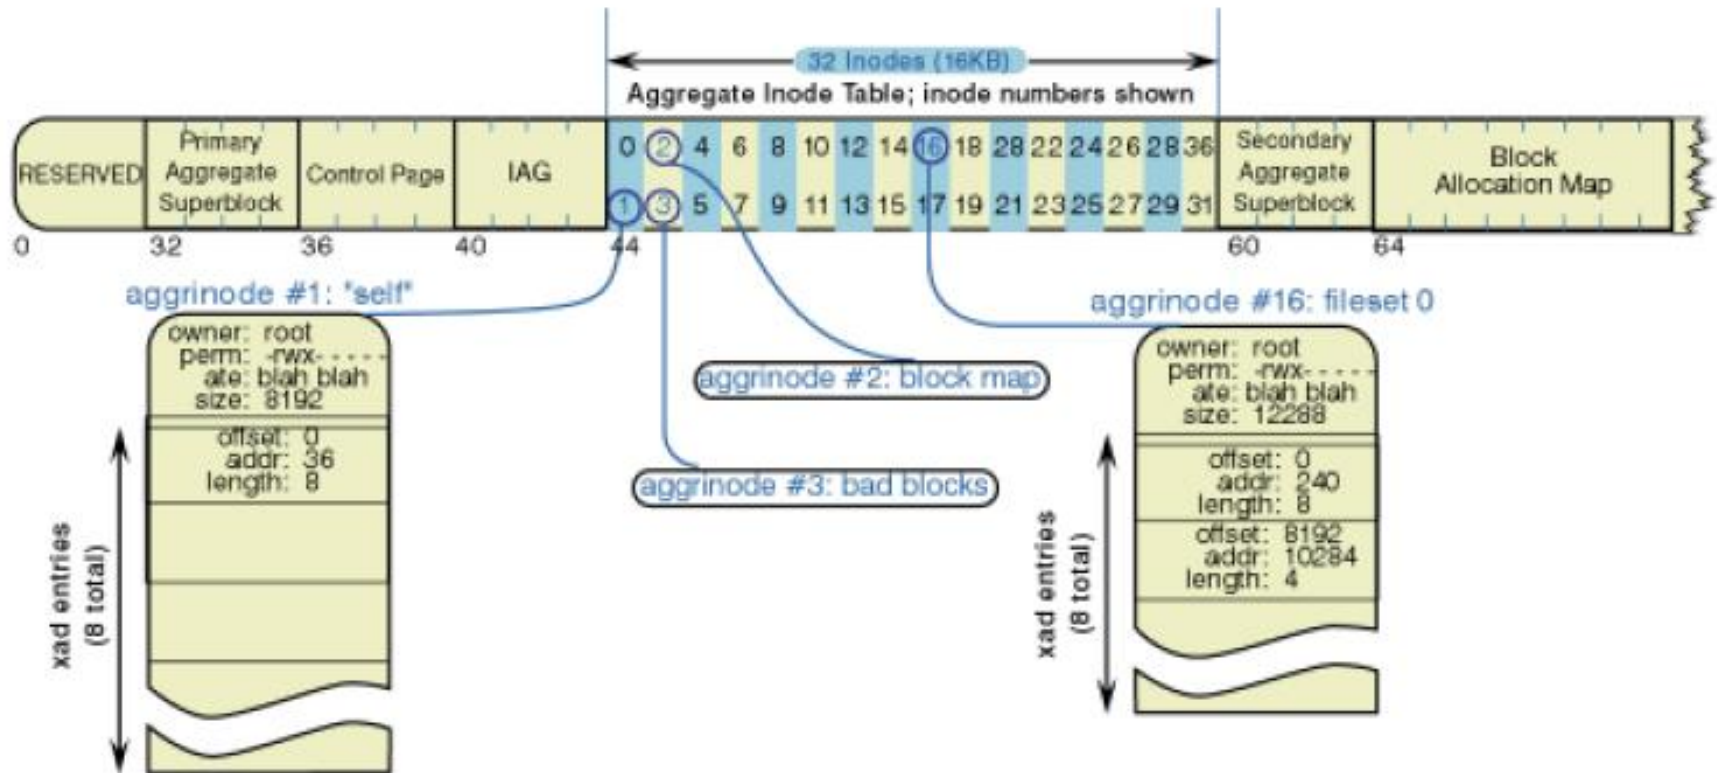 32 Inodes (16KB)
Aggregate Inode Table; inode numbers shown
RESERVED
Primary
Aggregate
Superblock
Control Page
IAG
0 2 4 6 8 10 12 14 16 18 28 22 24 26 28 36
1 3 5 7 9 11 13 15 17 19 21 23 25 27 29 31
Secondary
Aggregate
Superblock
Block
Allocation Map
0 32 36 40 44 60 64
aggrinode #1: "self"
owner: root
perm: -rwx-----
ate: blah blah
size: 8192
offset: 0
addr: 36
length: 8
xad entries
(8 total)
aggrinode #2: block map
aggrinode #3: bad blocks
aggrinode #16: fileset 0
owner: root
perm: -rwx-----
ate: blah blah
size: 12288
offset: 0
addr: 240
length: 8
offset: 8192
addr: 10284
length: 4
xad entries
(8 total)